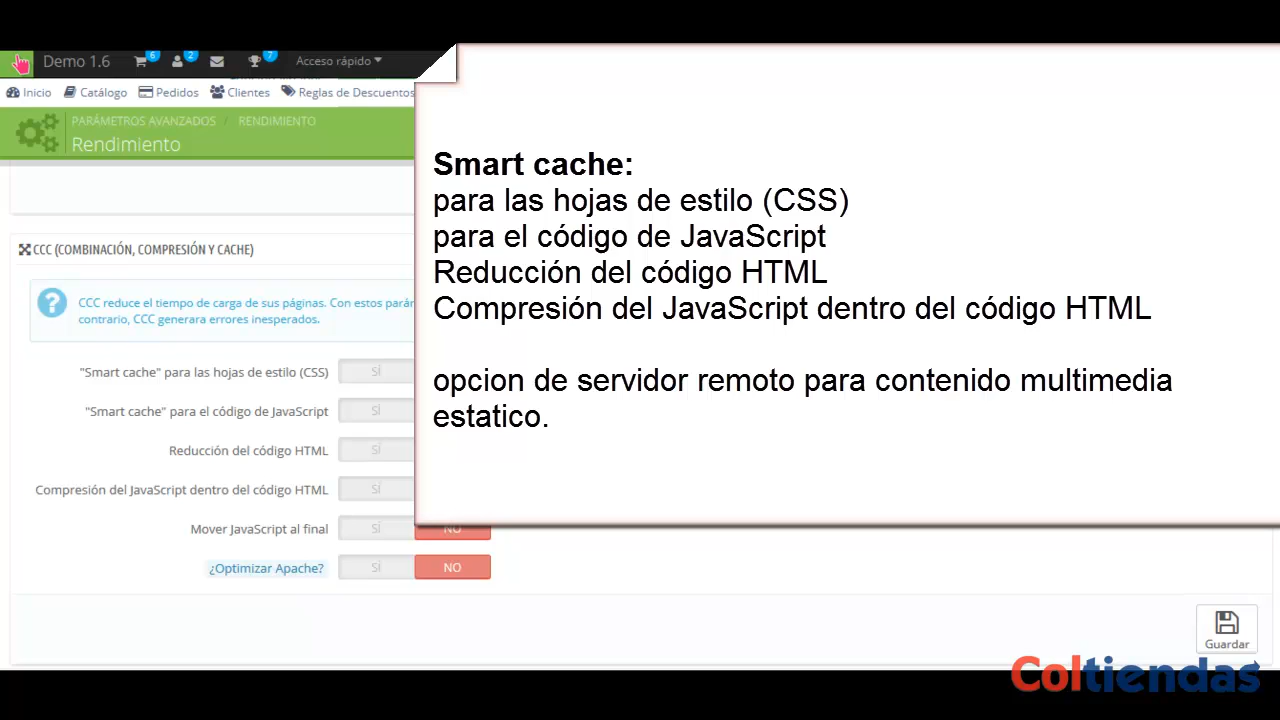 Demo 1.6
6
2
7
Acceso rápido
Inicio
Catálogo
Pedidos
Clientes
Reglas de Descuentos
PARÁMETROS AVANZADOS / RENDIMIENTO
Rendimiento
CCC (COMBINACIÓN, COMPRESIÓN Y CACHE)
CCC reduce el tiempo de carga de sus páginas. Con estos
contrario, CCC generara errores inesperados.
"Smart cache" para las hojas de estilo (CSS) SÍ
"Smart cache" para el código de JavaScript SÍ
Reducción del código HTML SÍ
Compresión del JavaScript dentro del código HTML SÍ
Mover JavaScript al final SÍ NO
¿Optimizar Apache? SÍ NO
Guardar
Smart cache:
para las hojas de estilo (CSS)
para el código de JavaScript
Reducción del código HTML
Compresión del JavaScript dentro del código HTML
opcion de servidor remoto para contenido multimedia
estatico.
Coltiendas